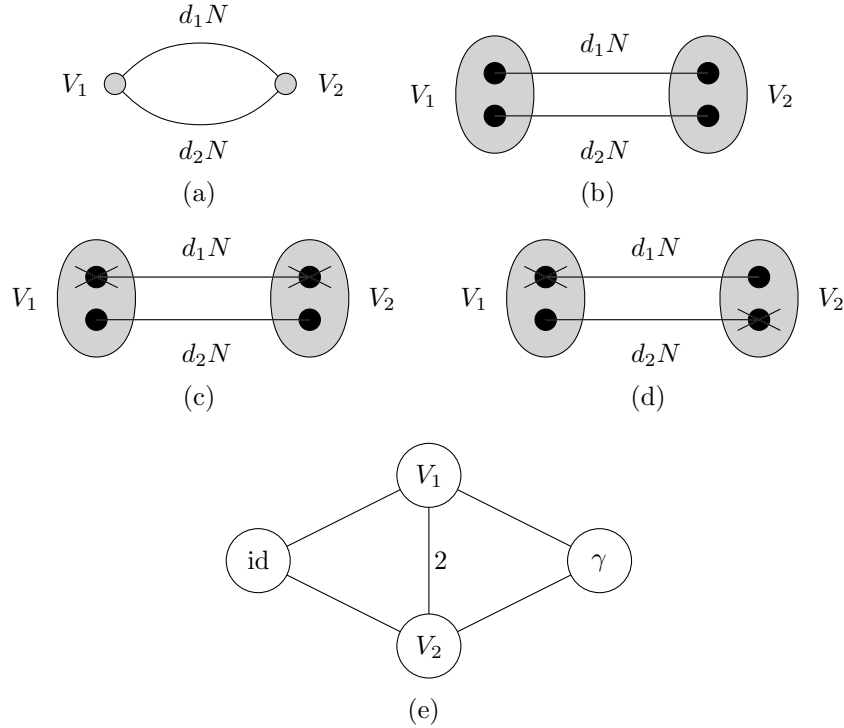 d₁N
V₁ V₂
d₂N
(a)
d₁N
V₁ V₂
d₂N
(b)
d₁N
V₁ V₂
d₂N
(c)
d₁N
V₁ V₂
d₂N
(d)
V₁
id 2 γ
V₂
(e)